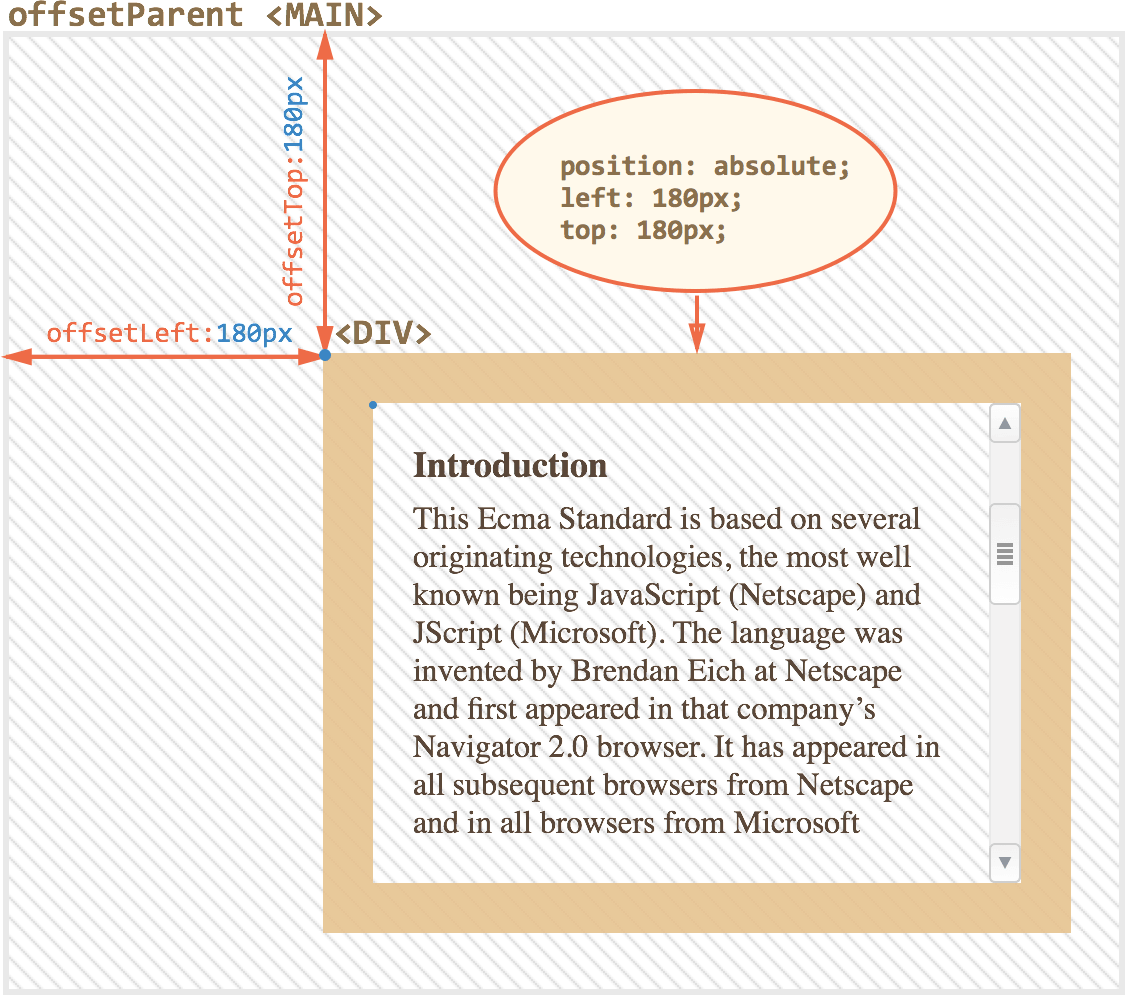 offsetParent <MAIN>
offsetTop:180px
position: absolute;
left: 180px;
top: 180px;
offsetLeft:180px
<DIV>
Introduction
This Ecma Standard is based on several
originating technologies, the most well
known being JavaScript (Netscape) and
JScript (Microsoft). The language was
invented by Brendan Eich at Netscape
and first appeared in that company’s
Navigator 2.0 browser. It has appeared in
all subsequent browsers from Netscape
and in all browsers from Microsoft